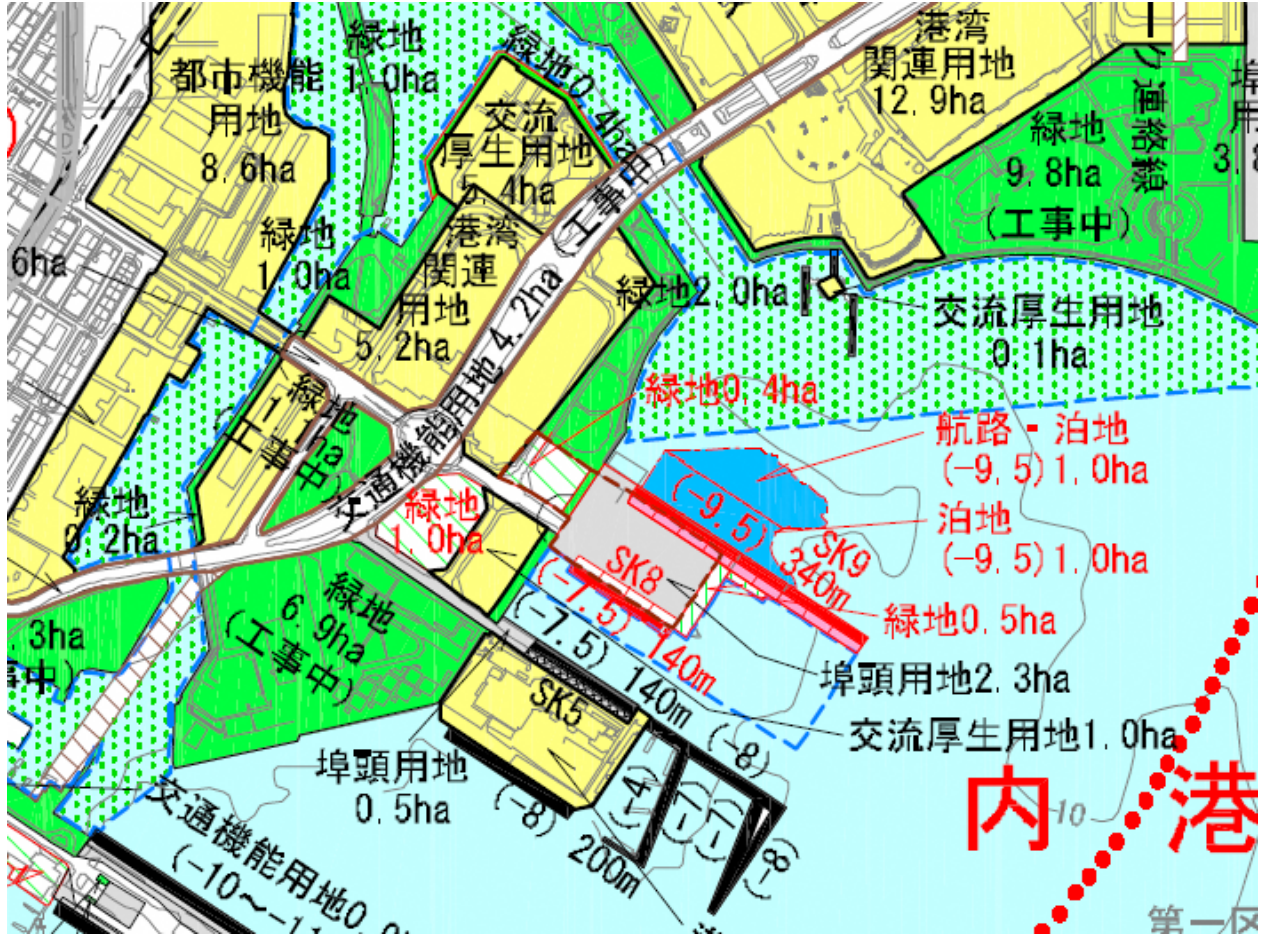 緑地
1.0ha
都市機能
用地
8.6ha
緑地0.4ha
交流
厚生用地
5.4ha
港湾
関連用地
12.9ha
ク連絡線
緑地
9.8ha
(工事中)
緑地
1.0ha
6ha
港湾
関連
用地
5.2ha
交通機能用地4.2ha(工事中)
緑地2.0ha
交流厚生用地
0.1ha
緑地0.4ha
航路・泊地
(-9.5)1.0ha
泊地
(-9.5)1.0ha
緑地
(工事中)
緑地
0.2ha
緑地
1.0ha
(-9.5)
SK9
340m
SK8
(-7.5) 140m
(-7.5) 140m
緑地0.5ha
埠頭用地2.3ha
交流厚生用地1.0ha
緑地
6.9ha
(工事中)
.3ha
SK5
埠頭用地
0.5ha
(-8) 200m
(-8)
(-4)
(-7)
(-7)
(-8)
交通機能用地0.
内港
-10
第一区